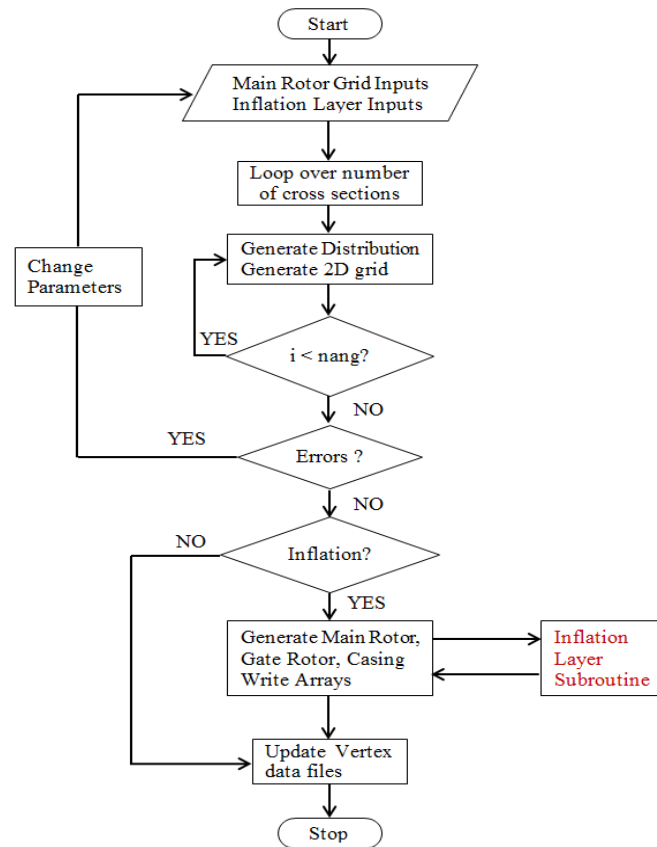 Start
Main Rotor Grid Inputs
Inflation Layer Inputs
Loop over number
of cross sections
Generate Distribution
Generate 2D grid
Change
Parameters
YES
i < nang?
NO
YES
Errors ?
NO
NO
Inflation?
YES
Generate Main Rotor,
Gate Rotor, Casing
Write Arrays
Inflation
Layer
Subroutine
Update Vertex
data files
Stop